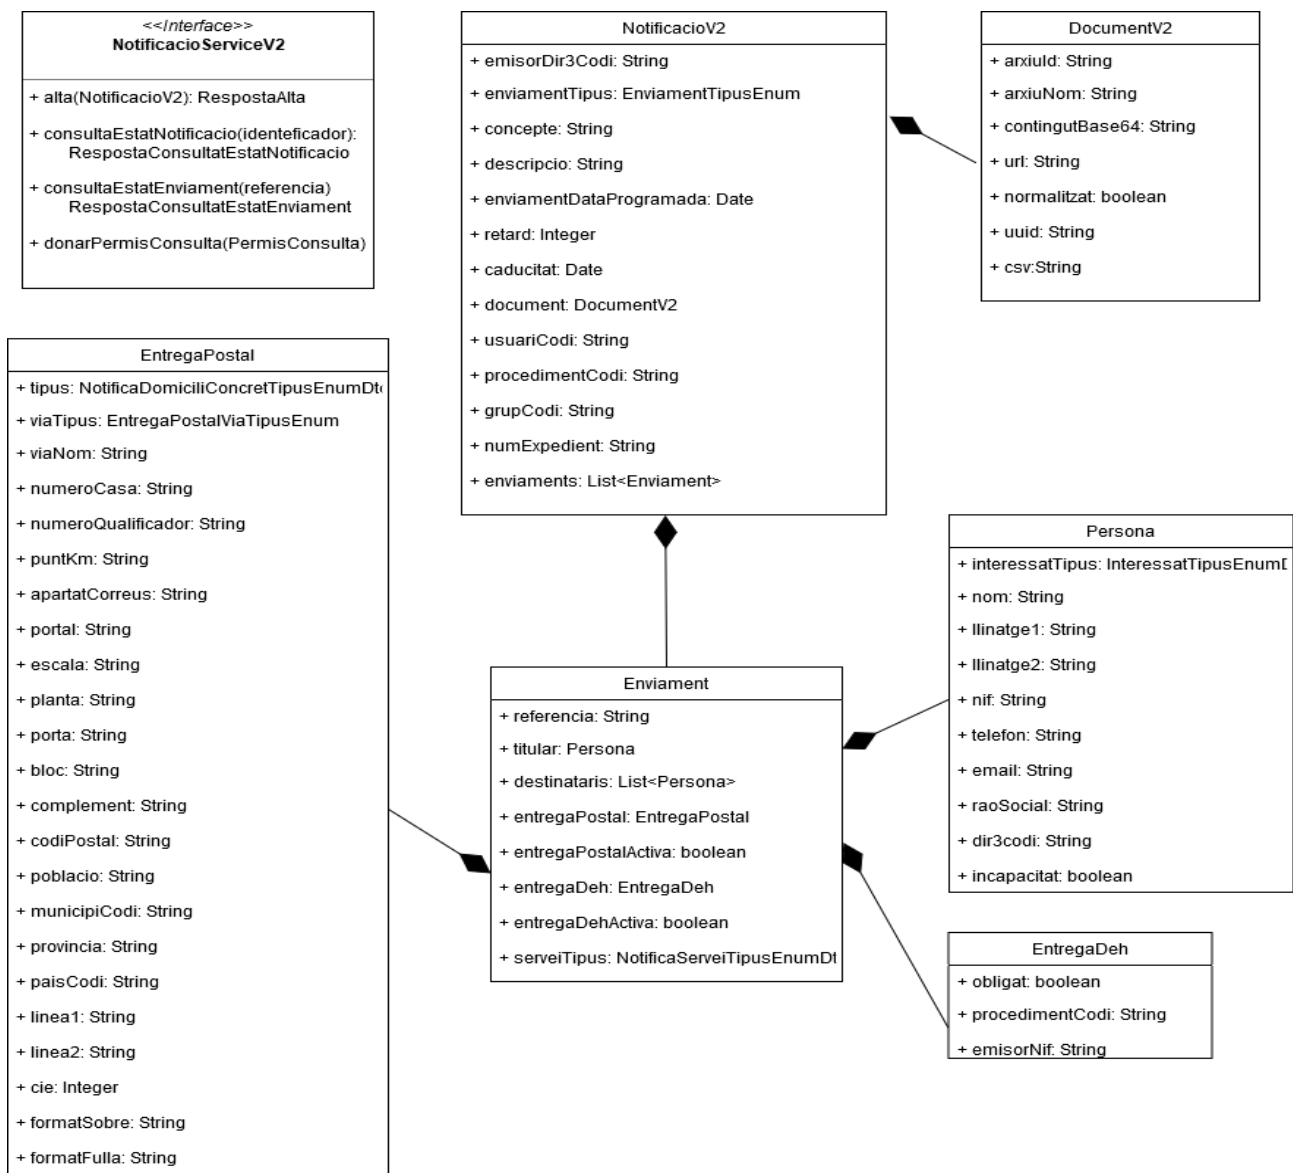 <<Interface>>
NotificacioServiceV2
+ alta(NotificacioV2): RespostaAlta
+ consultaEstatNotificacio(identeficador):
RespostaConsultatEstatNotificacio
+ consultaEstatEnviament(referencia)
RespostaConsultatEstatEnviament
+ donarPermisConsulta(PermisConsulta)
NotificacioV2
+ emisorDir3Codi: String
+ enviamentTipus: EnviamentTipusEnum
+ concepte: String
+ descripcio: String
+ enviamentDataProgramada: Date
+ retard: Integer
+ caducitat: Date
+ document: DocumentV2
+ usuariCodi: String
+ procedimentCodi: String
+ grupCodi: String
+ numExpedient: String
+ enviaments: List<Enviament>
DocumentV2
+ arxiuId: String
+ arxiuNom: String
+ contingutBase64: String
+ url: String
+ normalitzat: boolean
+ uuid: String
+ csv:String
EntregaPostal
+ tipus: NotificaDomiciliConcretTipusEnumDt
+ viaTipus: EntregaPostalViaTipusEnum
+ viaNom: String
+ numeroCasa: String
+ numeroQualificador: String
+ puntKm: String
+ apartatCorreus: String
+ portal: String
+ escala: String
+ planta: String
+ porta: String
+ bloc: String
+ complement: String
+ codiPostal: String
+ poblacio: String
+ municipiCodi: String
+ provincia: String
+ paisCodi: String
+ linea1: String
+ linea2: String
+ cie: Integer
+ formatSobre: String
+ formatFulla: String
Enviament
+ referencia: String
+ titular: Persona
+ destinataris: List<Persona>
+ entregaPostal: EntregaPostal
+ entregaPostalActiva: boolean
+ entregaDeh: EntregaDeh
+ entregaDehActiva: boolean
+ serveiTipus: NotificaServeiTipusEnumDt
Persona
+ interessatTipus: InteressatTipusEnum
+ nom: String
+ llinatge1: String
+ llinatge2: String
+ nif: String
+ telefon: String
+ email: String
+ raoSocial: String
+ dir3codi: String
+ incapacitat: boolean
EntregaDeh
+ obligat: boolean
+ procedimentCodi: String
+ emisorNif: String